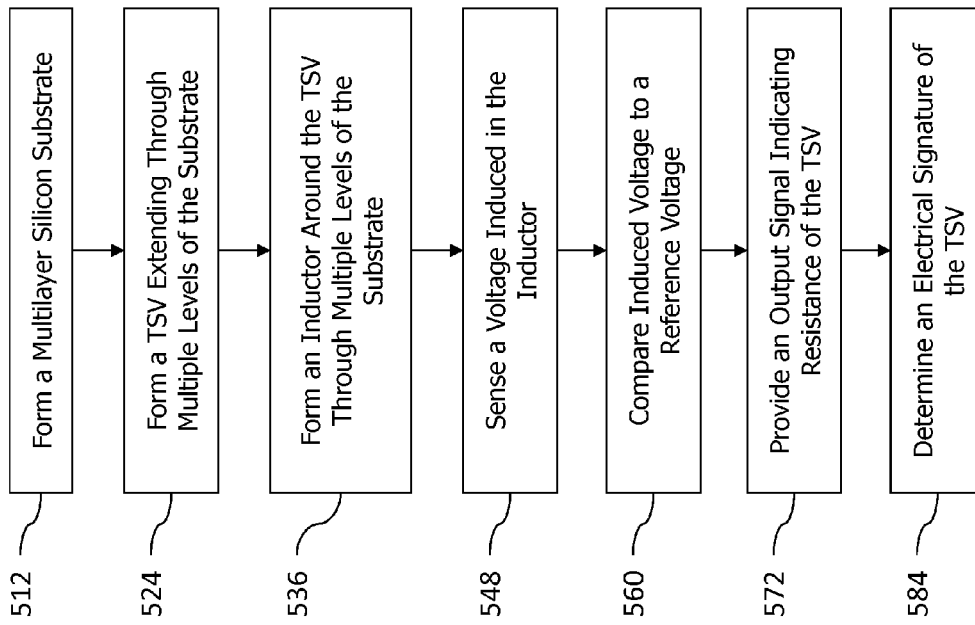 512
Form a Multilayer Silicon Substrate
524
Form a TSV Extending Through
Multiple Levels of the Substrate
536
Form an Inductor Around the TSV
Through Multiple Levels of the
Substrate
548
Sense a Voltage Induced in the
Inductor
560
Compare Induced Voltage to a
Reference Voltage
572
Provide an Output Signal Indicating
Resistance of the TSV
584
Determine an Electrical Signature of
the TSV